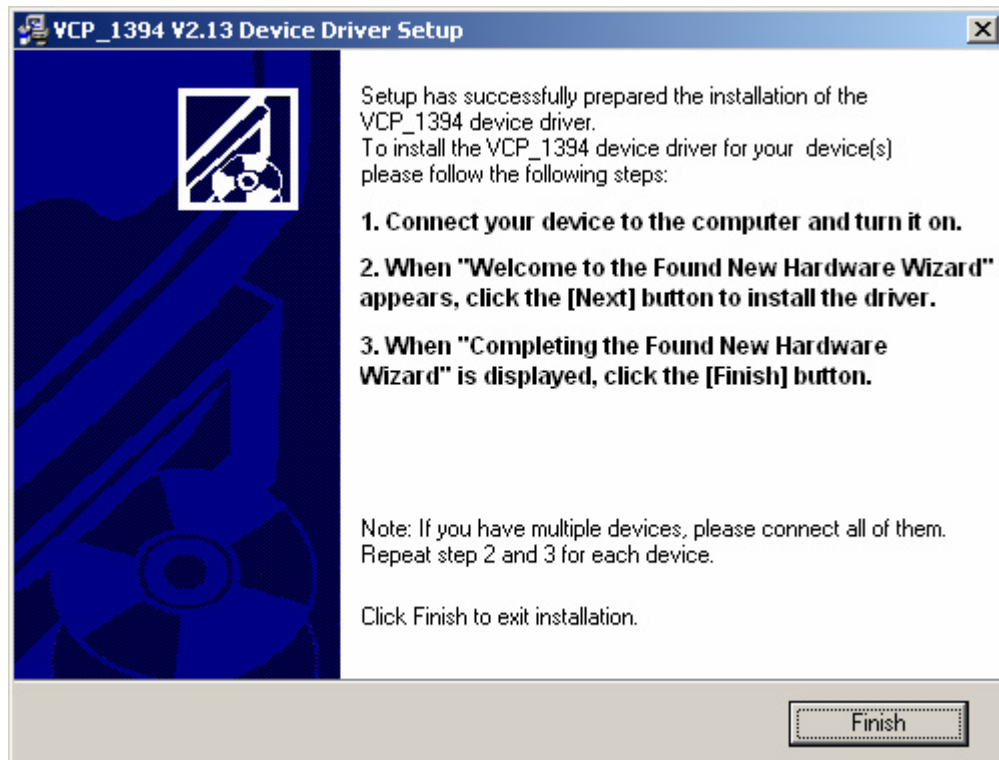 VCP_1394 V2.13 Device Driver Setup
Setup has successfully prepared the installation of the
VCP_1394 device driver.
To install the VCP_1394 device driver for your  device(s)
please follow the following steps:
1. Connect your device to the computer and turn it on.
2. When "Welcome to the Found New Hardware Wizard"
appears, click the [Next] button to install the driver.
3. When "Completing the Found New Hardware
Wizard" is displayed, click the [Finish] button.
Note: If you have multiple devices, please connect all of them.
Repeat step 2 and 3 for each device.
Click Finish to exit installation.
Finish